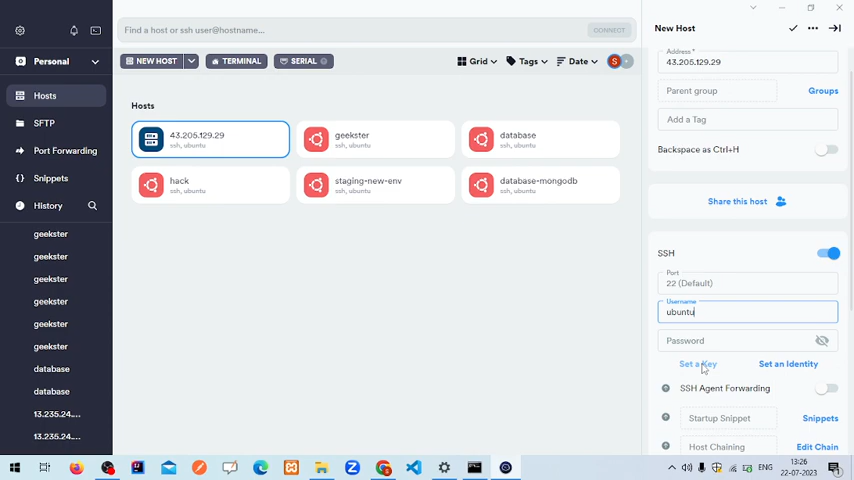 Find a host or ssh user@hostname...
CONNECT
New Host
Personal
NEW HOST
TERMINAL
SERIAL
Grid
Tags
Date
S
Address *
43.205.129.29
Parent group
Groups
Hosts
Hosts
Add a Tag
SFTP
43.205.129.29
ssh, ubuntu
geekster
ssh, ubuntu
database
ssh, ubuntu
Port Forwarding
Backspace as Ctrl+H
Snippets
hack
ssh, ubuntu
staging-new-env
ssh, ubuntu
database-mongodb
ssh, ubuntu
History
Share this host
geekster
geekster
geekster
geekster
geekster
geekster
database
database
13.235.24....
13.235.24....
SSH
Port
22 (Default)
Username
ubuntu
Password
Set a Key
Set an Identity
SSH Agent Forwarding
Startup Snippet
Snippets
Host Chaining
Edit Chain
ENG
13:26
22-07-2023
1